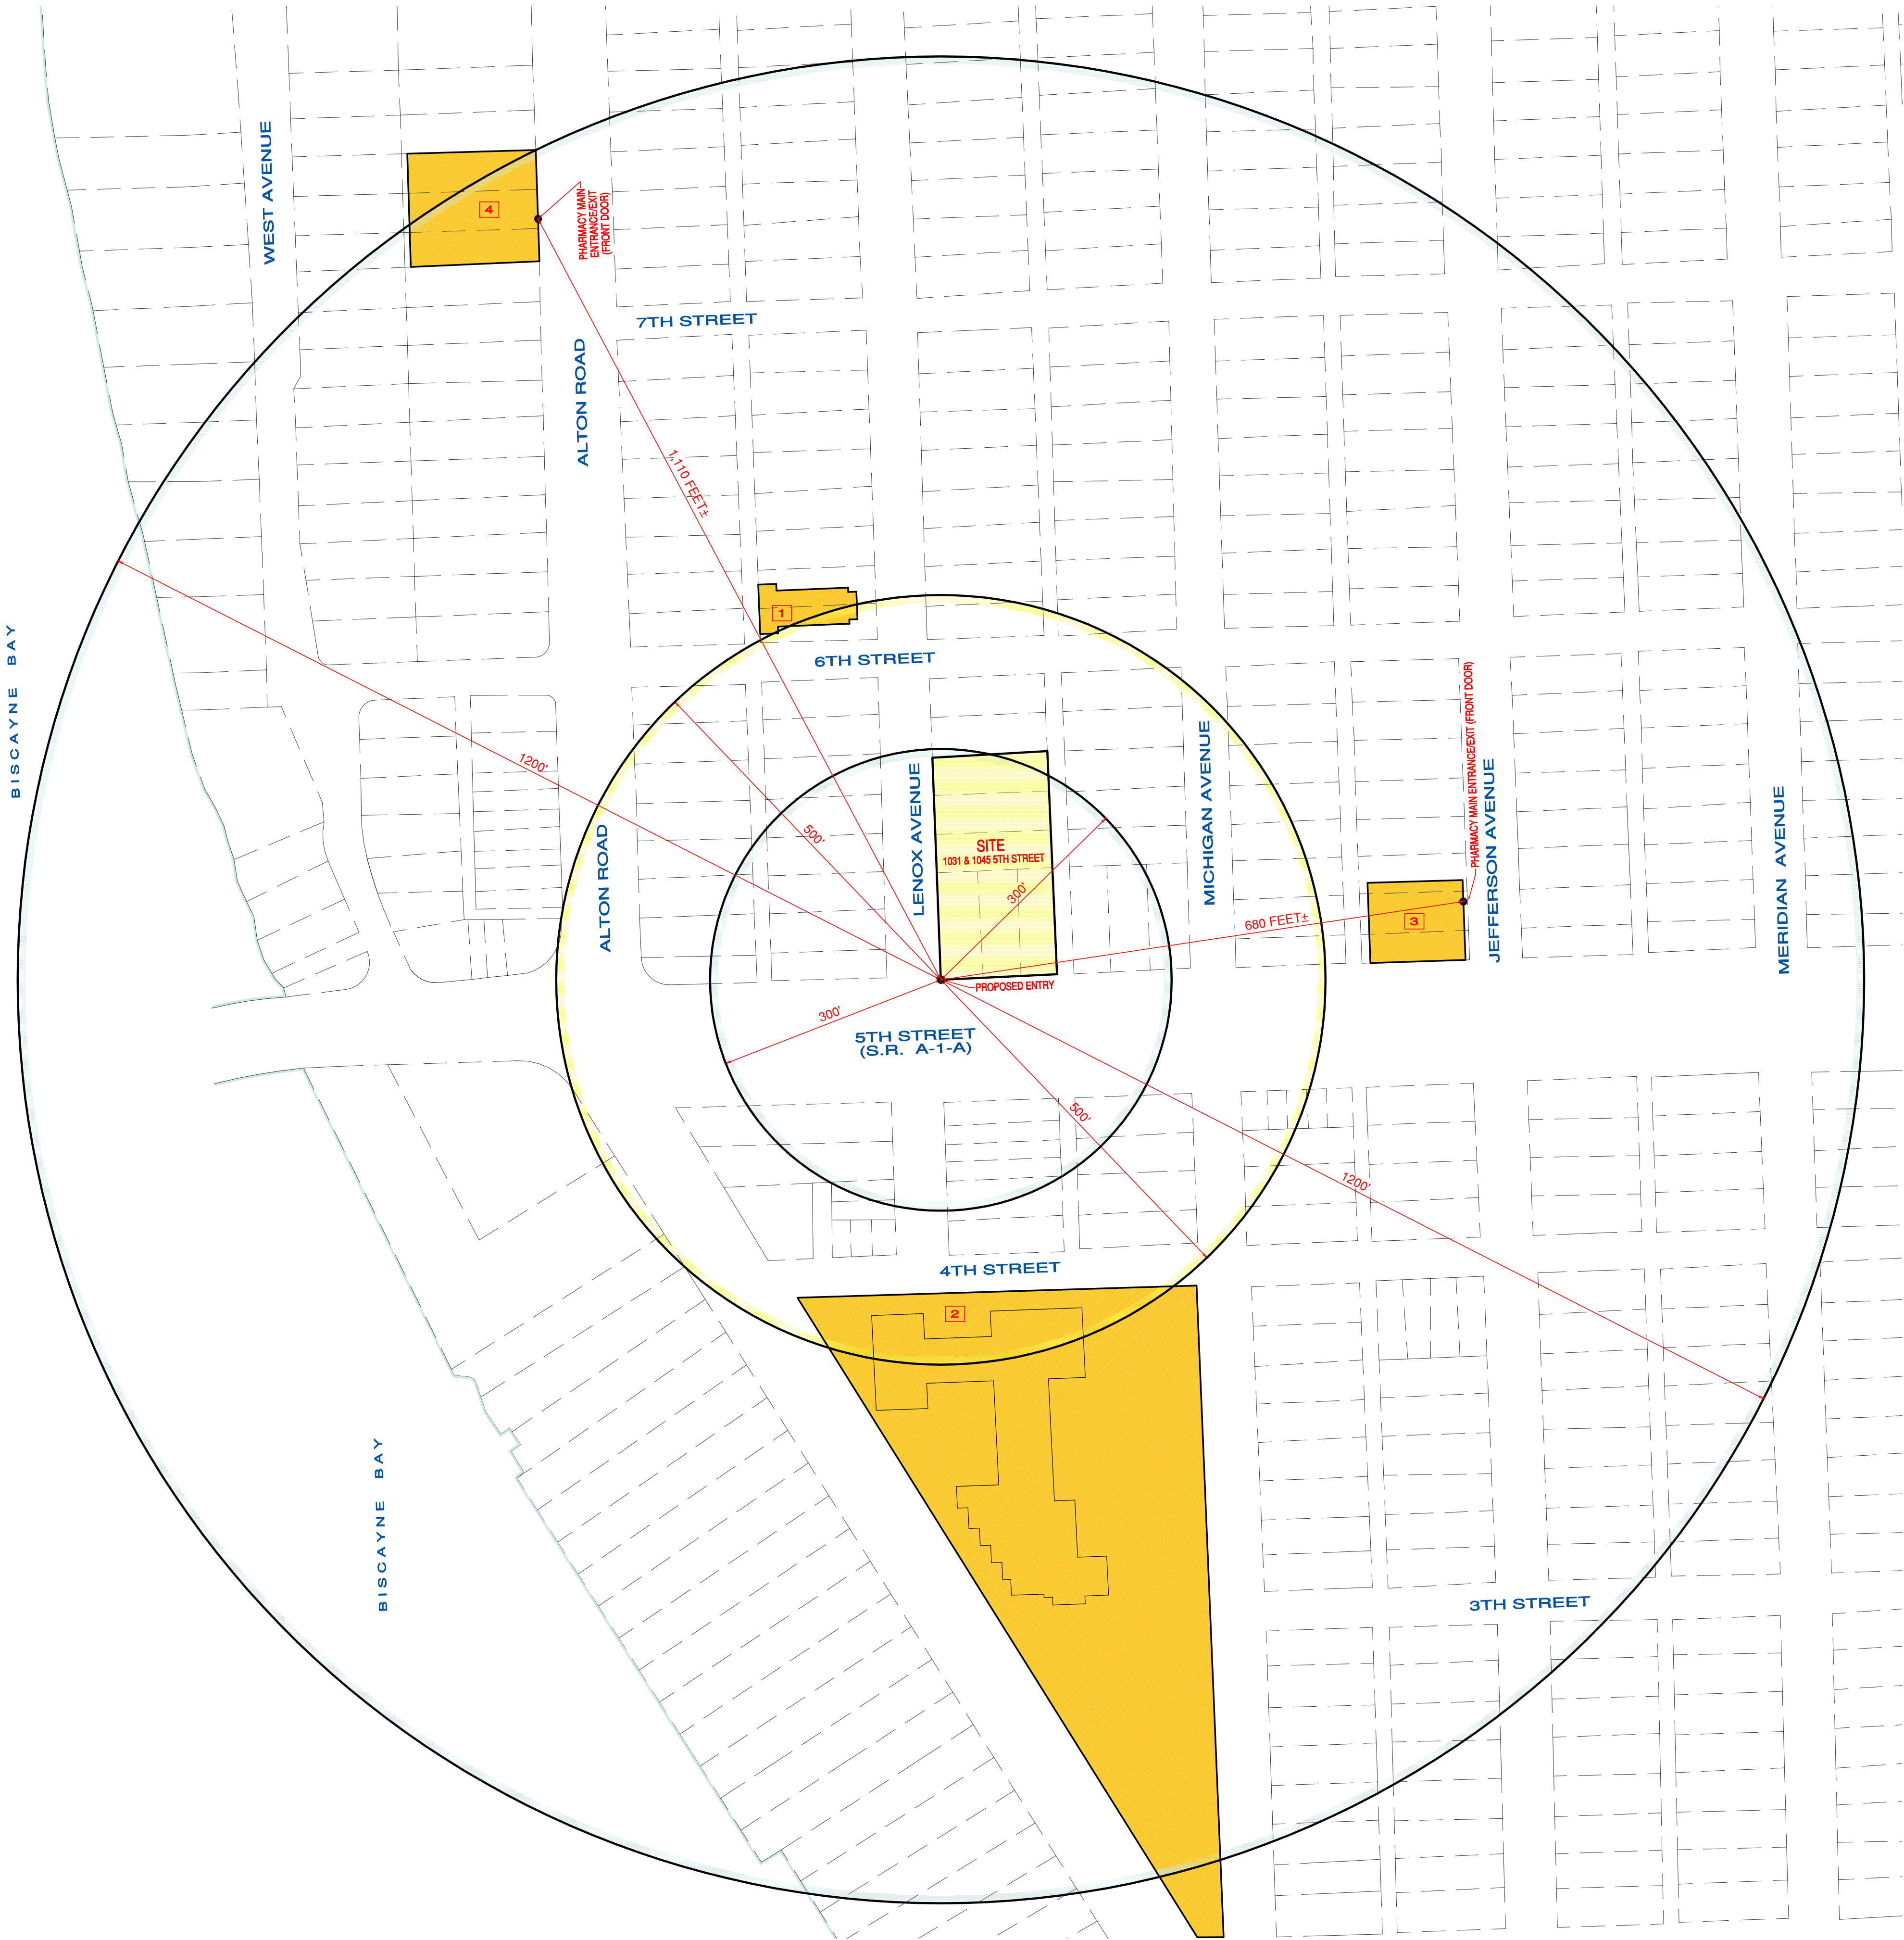 WEST AVENUE
4
PHARMACY MAIN
ENTRANCE/EXIT
(FRONT DOOR)
7TH STREET
ALTON ROAD
1,110 FEET±
1
6TH STREET
BISCAYNE BAY
1200'
500'
ALTON ROAD
LENOX AVENUE
SITE
1031 & 1045 5TH STREET
300'
MICHIGAN AVENUE
680 FEET±
3
PHARMACY MAIN ENTRANCE/EXIT (FRONT DOOR)
JEFFERSON AVENUE
MERIDIAN AVENUE
PROPOSED ENTRY
300'
5TH STREET
(S.R. A-1-A)
500'
1200'
4TH STREET
2
BISCAYNE BAY
3TH STREET